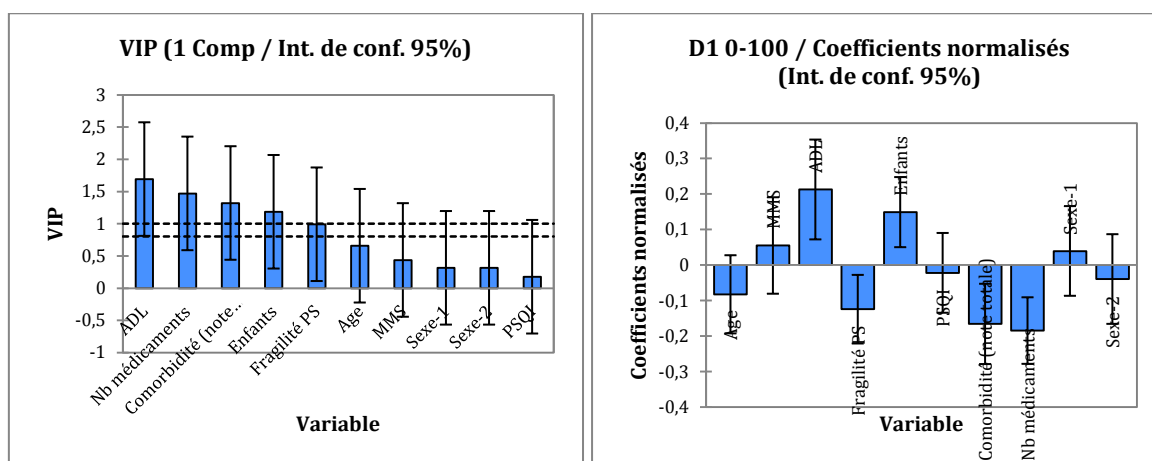 VIP (1 Comp / Int. de conf. 95%)
3
2,5
2
1,5
1
0,5
0
-0,5
-1
VIP
ADL
Nb médicaments
Comorbidité (note..
Enfants
Fragilité PS
Age
MMS
Sexe-1
Sexe-2
PSQI
Variable
D1 0-100 / Coefficients normalisés
(Int. de conf. 95%)
0,4
0,3
0,2
0,1
0
-0,1
-0,2
-0,3
-0,4
Coefficients normalisés
Age
MMS
ADL
Fragilité PS
Enfants
PSQI
Comorbidité (note totale)
Nb médicaments
Sexe-1
Sexe-2
Variable